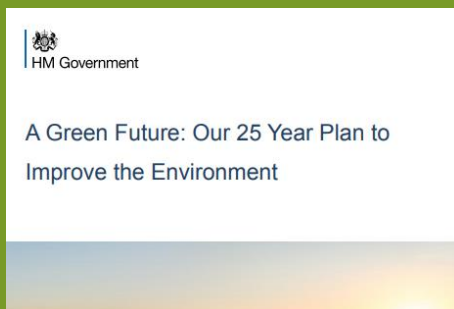 HM Government
A Green Future: Our 25 Year Plan to
Improve the Environment